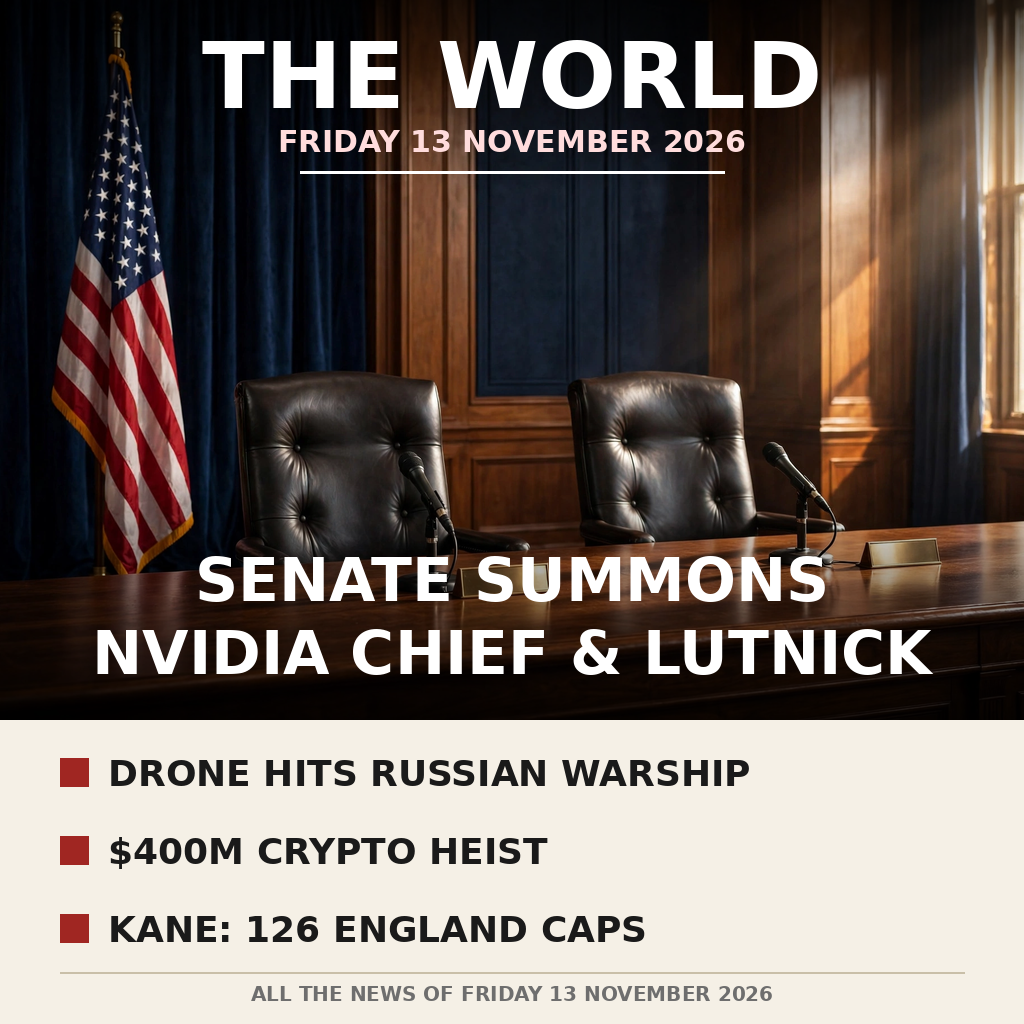 THE WORLD
FRIDAY 13 NOVEMBER 2026
SENATE SUMMONS
NVIDIA CHIEF & LUTNICK
DRONE HITS RUSSIAN WARSHIP
$400M CRYPTO HEIST
KANE: 126 ENGLAND CAPS
ALL THE NEWS OF FRIDAY 13 NOVEMBER 2026